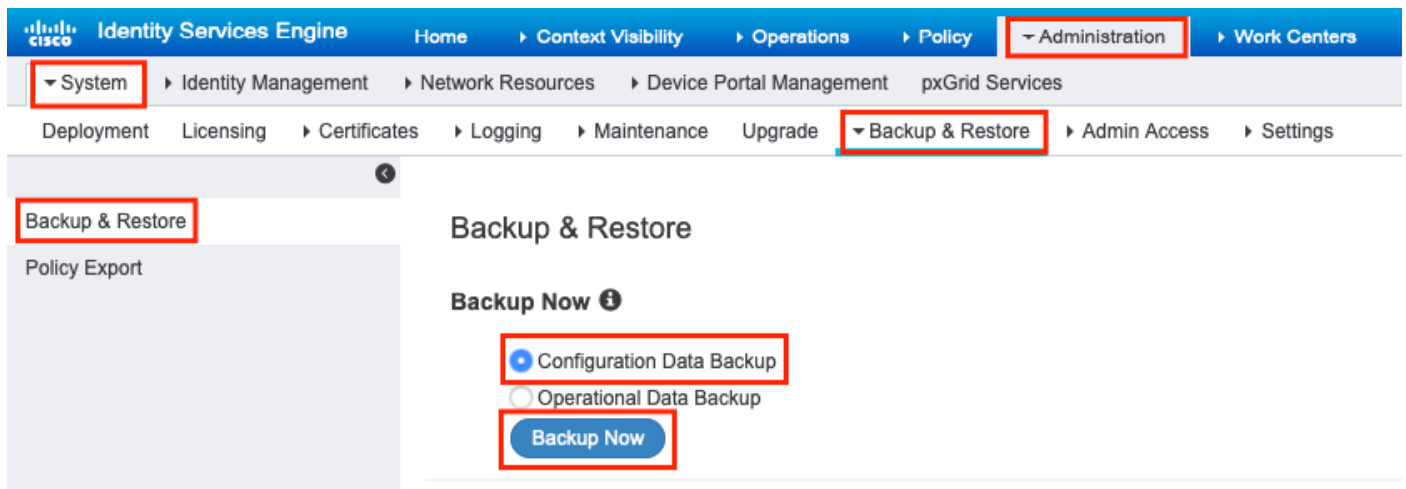 cisco Identity Services Engine Home Context Visibility Operations Policy Administration Work Centers
System Identity Management Network Resources Device Portal Management pxGrid Services
Deployment Licensing Certificates Logging Maintenance Upgrade Backup & Restore Admin Access Settings
Backup & Restore
Policy Export
Backup & Restore
Backup Now
Configuration Data Backup
Operational Data Backup
Backup Now